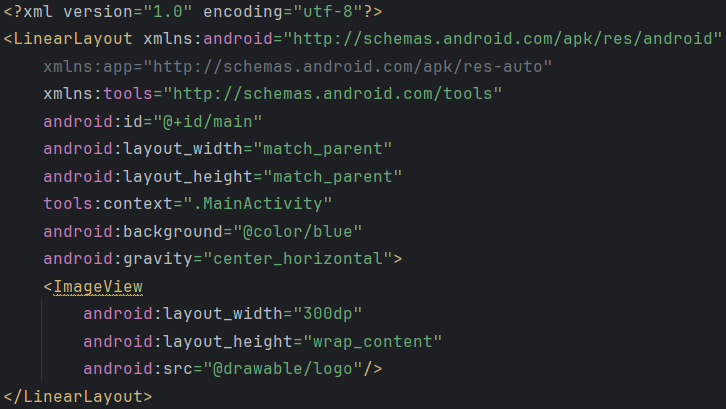 <?xml version="1.0" encoding="utf-8"?>
<LinearLayout xmlns:android="http://schemas.android.com/apk/res/android"
    xmlns:app="http://schemas.android.com/apk/res-auto"
    xmlns:tools="http://schemas.android.com/tools"
    android:id="@+id/main"
    android:layout_width="match_parent"
    android:layout_height="match_parent"
    tools:context=".MainActivity"
    android:background="@color/blue"
    android:gravity="center_horizontal">
    <ImageView
        android:layout_width="300dp"
        android:layout_height="wrap_content"
        android:src="@drawable/logo"/>
</LinearLayout>